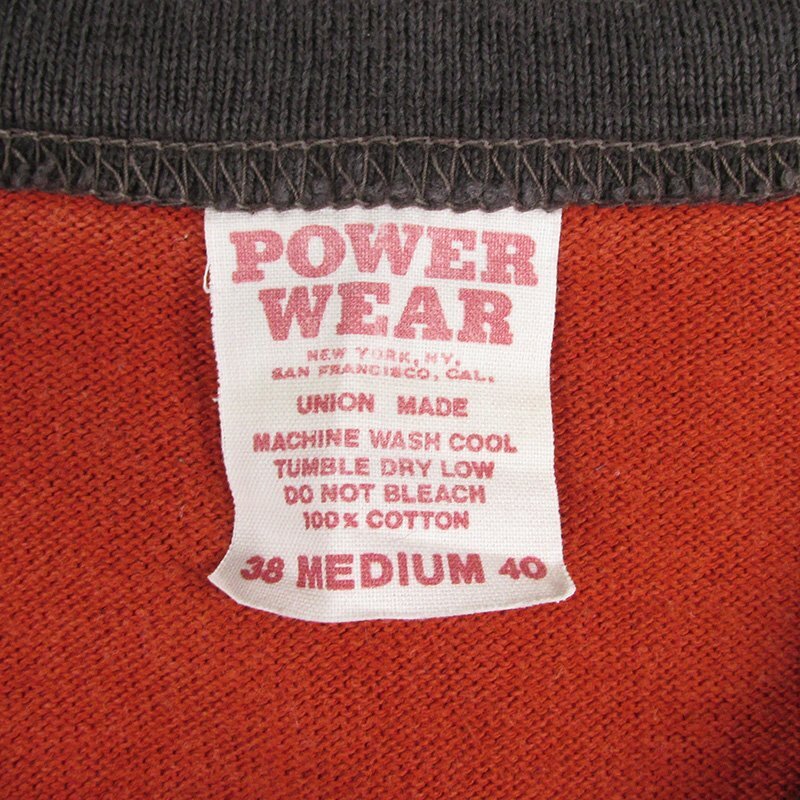 POWER
WEAR
NEW YORK, NY.
SAN FRANCISCO, CAL.
UNION MADE
MACHINE WASH COOL
TUMBLE DRY LOW
DO NOT BLEACH
100% COTTON
38 MEDIUM 40